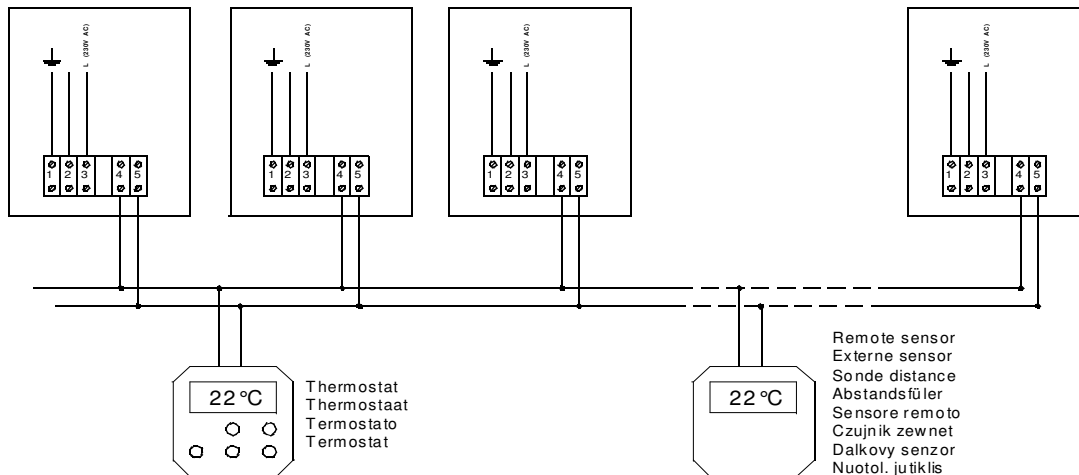 L (230V AC)
L (230V AC)
L (230V AC)
L (230V AC)
1 2 3 4 5
1 2 3 4 5
1 2 3 4 5
1 2 3 4 5
22 °C
Thermostat
Thermostaat
Termostato
Termostat
22 °C
Remote sensor
Externe sensor
Sonde distance
Abstandsfüler
Sensore remoto
Czujnik zewnet
Dalkovy senzor
Nuotol. jutiklis